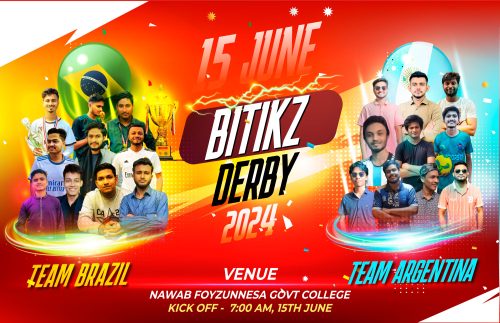 15 JUNE
BITIKZ
DERBY
2024
TEAM BRAZIL
TEAM ARGENTINA
VENUE
NAWAB FOYZUNNESA GOVT COLLEGE
KICK OFF - 7:00 AM, 15TH JUNE